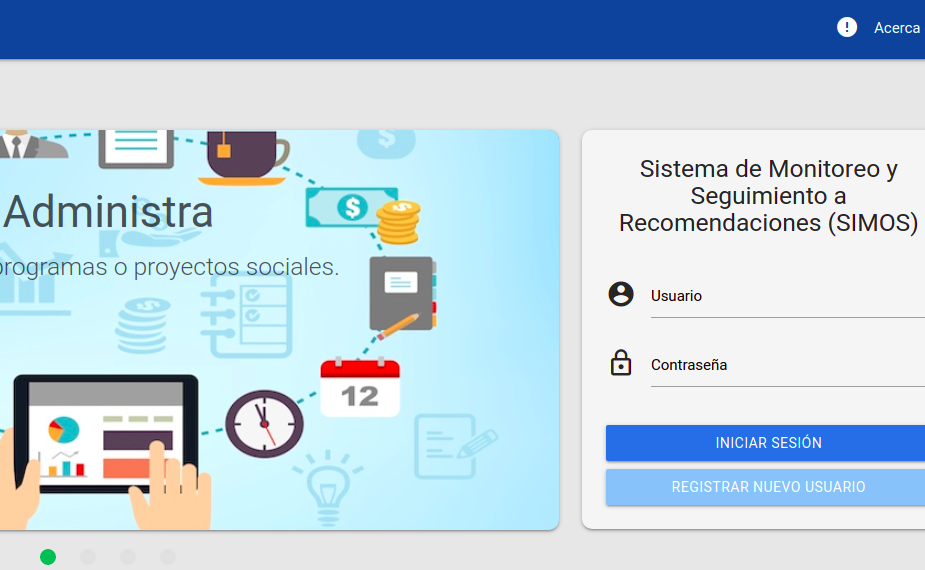 Acerca
Administra
programas o proyectos sociales.
12
Sistema de Monitoreo y
Seguimiento a
Recomendaciones (SIMOS)
Usuario
Contraseña
INICIAR SESIÓN
REGISTRAR NUEVO USUARIO